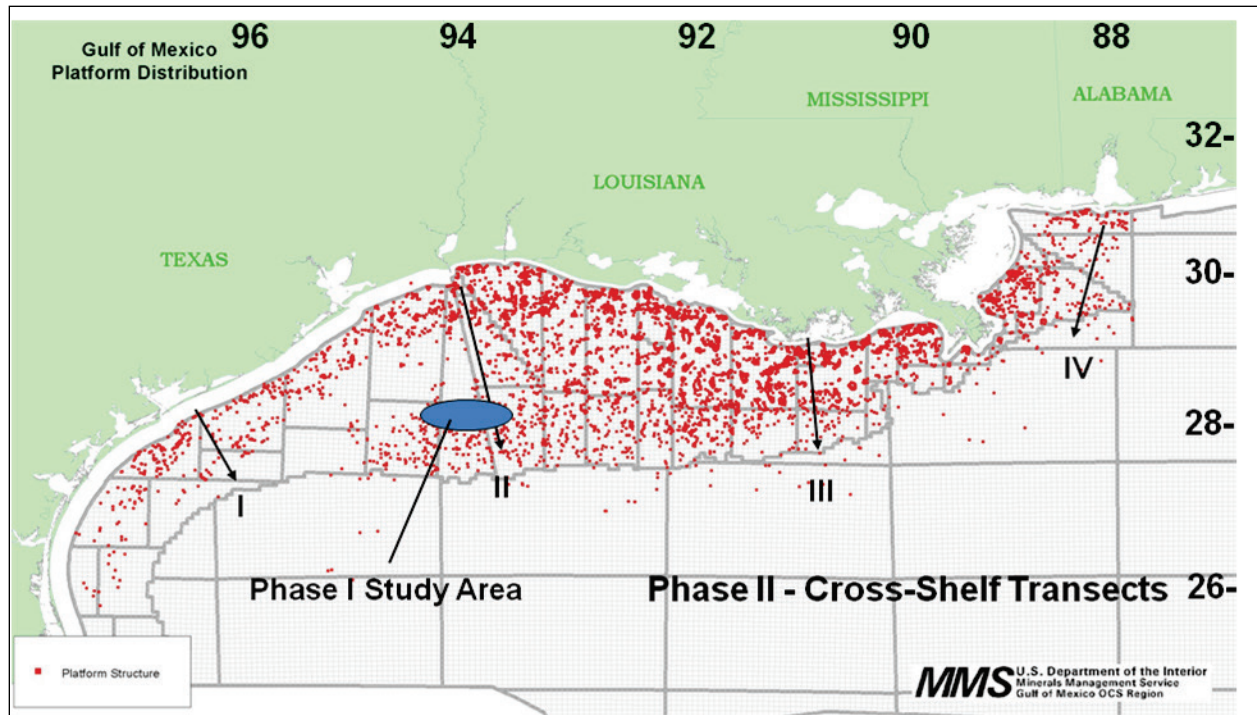 Gulf of Mexico
Platform Distribution
96
94
92
90
88
MISSISSIPPI
ALABAMA
32-
LOUISIANA
TEXAS
30-
IV
28-
I
II
III
Phase I Study Area
Phase II - Cross-Shelf Transects
26-
Platform Structure
MMS
U.S. Department of the Interior
Minerals Management Service
Gulf of Mexico OCS Region